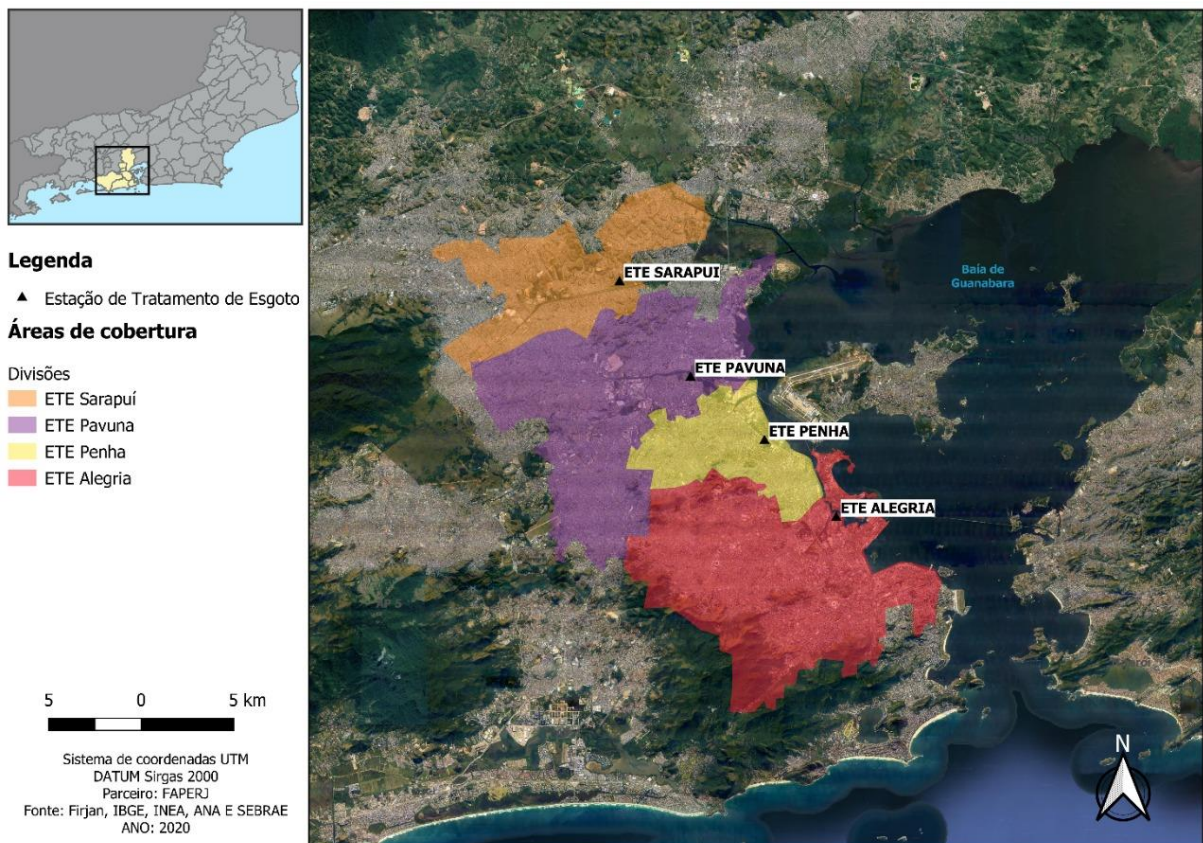 Legenda
Estação de Tratamento de Esgoto
Áreas de cobertura
Divisões
ETE Sarapuí
ETE Pavuna
ETE Penha
ETE Alegria
5 0 5 km
Sistema de coordenadas UTM
DATUM Sirgas 2000
Parceiro: FAPERJ
Fonte: Firjan, IBGE, INEA, ANA E SEBRAE
ANO: 2020
ETE SARAPUI
Baía de
Guanabara
ETE PAVUNA
ETE PENHA
ETE ALEGRIA
N